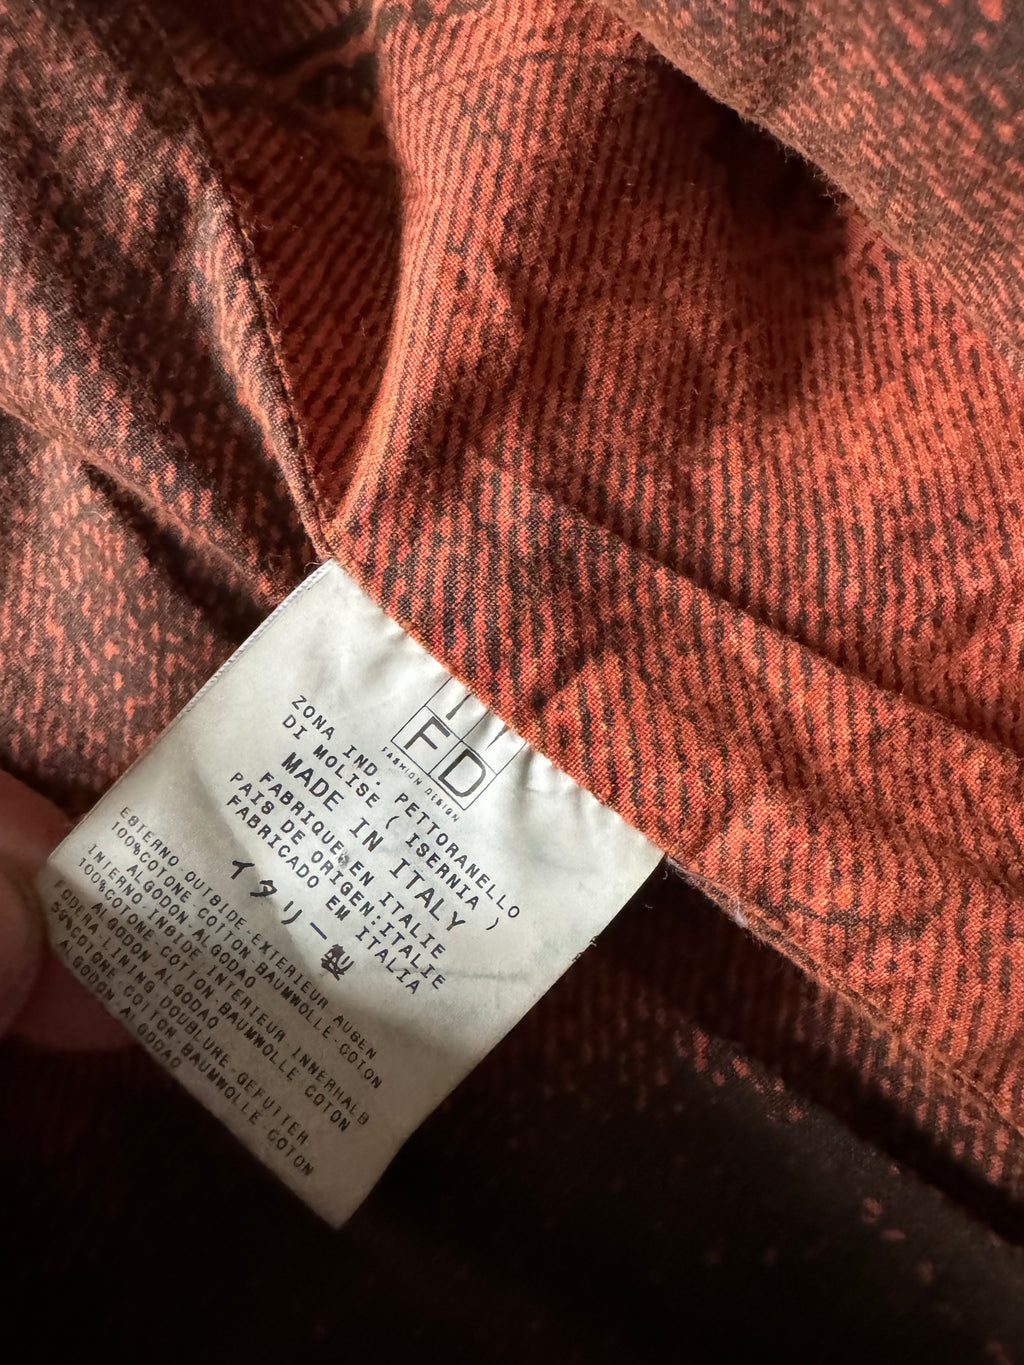 FD
FASHION DESIGN
ZONA IND. PETTORANELLO
DI MOLISE ( ISERNIA )
MADE IN ITALY
FABRIQUE EN ITALIE
PAIS DE ORIGEN:ITALIE
FABRICADO EM ITALIA
イタリー製
ESTERNO OUTSIDE-EXTERIEUR AUSEN
100%COTONE COTTON BAUMWOLLE-COTON
ALGODON ALGODAO
INTERNO INSIDE-INTERIEUR INNERHALB
100%COTONE-COTTON-BAUMWOLLE COTON
ALGODON ALGODAO
FODERA-LINING DOUBLURE-GEFUTTER
COTONE-COTTON-BAUMWOLLE COTON
ALGODON ALGODAO